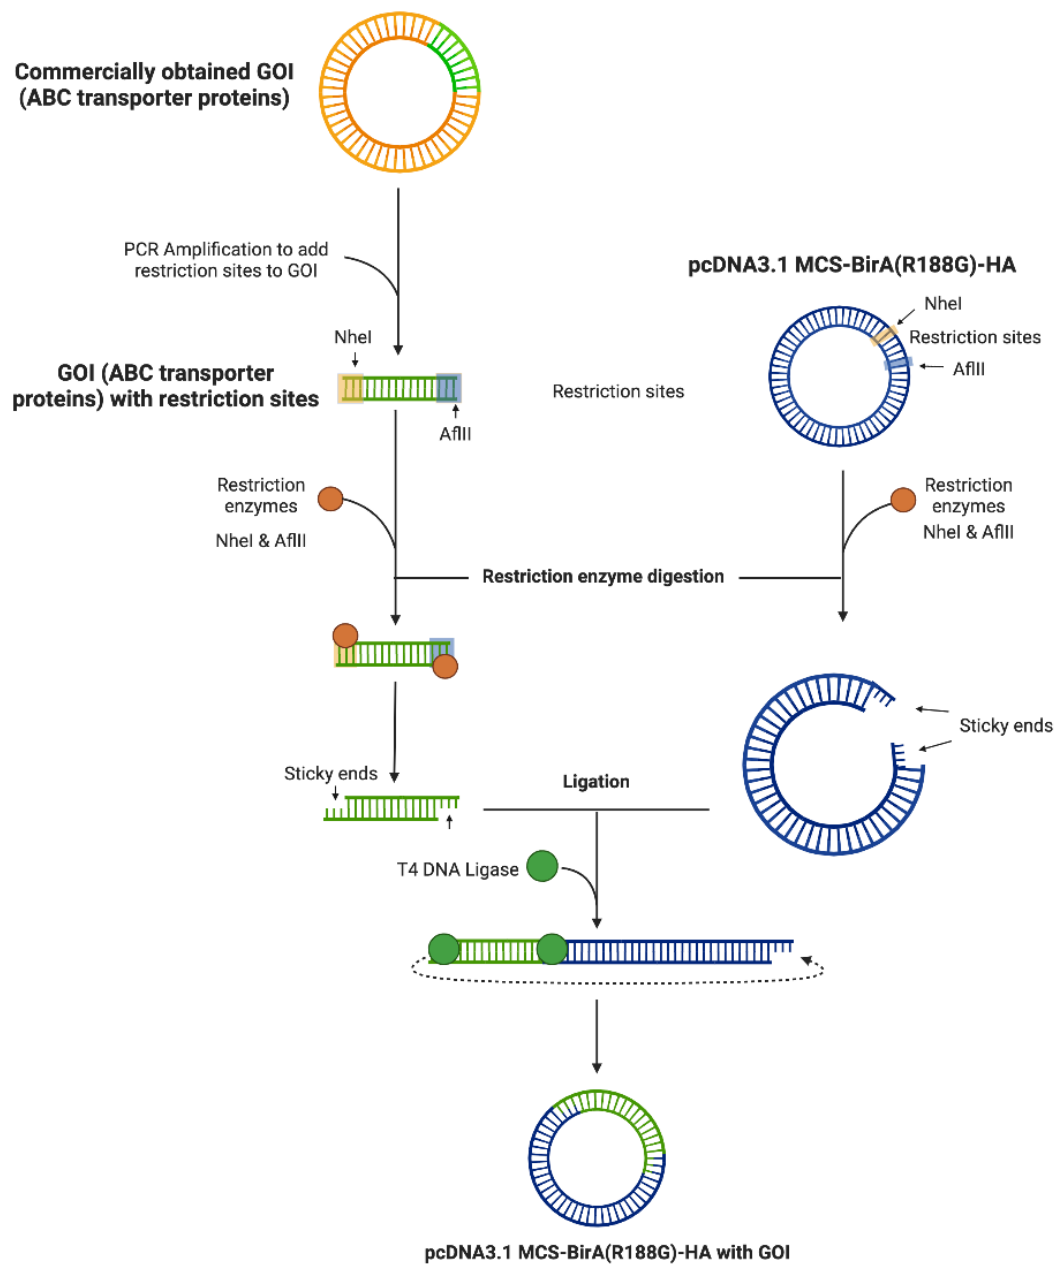 Commercially obtained GOI
(ABC transporter proteins)
PCR Amplification to add
restriction sites to GOI
pcDNA3.1 MCS-BirA(R188G)-HA
NheI
Restriction sites
AflII
NheI
GOI (ABC transporter
proteins) with restriction sites
AflII
Restriction sites
Restriction
enzymes
NheI & AflII
Restriction
enzymes
NheI & AflII
Restriction enzyme digestion
Sticky ends
Sticky ends
Ligation
T4 DNA Ligase
pcDNA3.1 MCS-BirA(R188G)-HA with GOI